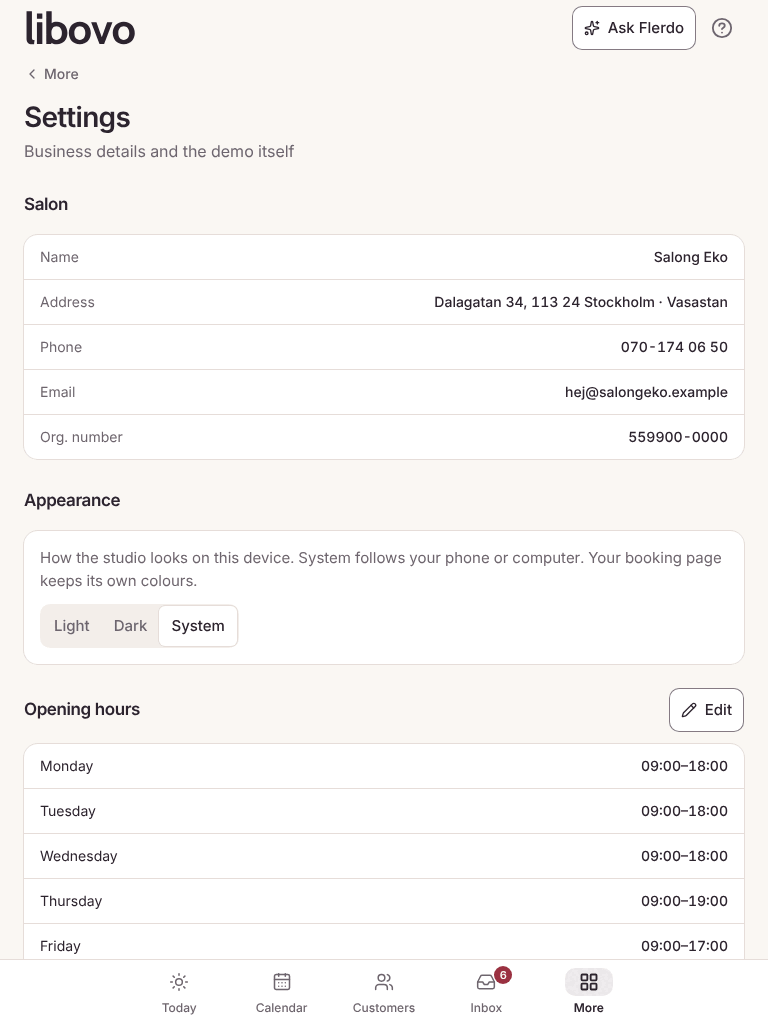 libovo
Ask Flerdo
More
Settings
Business details and the demo itself
Salon
Name
Salong Eko
Address
Dalagatan 34, 113 24 Stockholm · Vasastan
Phone
070-174 06 50
Email
hej@salongeko.example
Org. number
559900-0000
Appearance
How the studio looks on this device. System follows your phone or computer. Your booking page
keeps its own colours.
Light
Dark
System
Opening hours
Edit
Monday
09:00–18:00
Tuesday
09:00–18:00
Wednesday
09:00–18:00
Thursday
09:00–19:00
Friday
09:00–17:00
6
Today
Calendar
Customers
Inbox
More